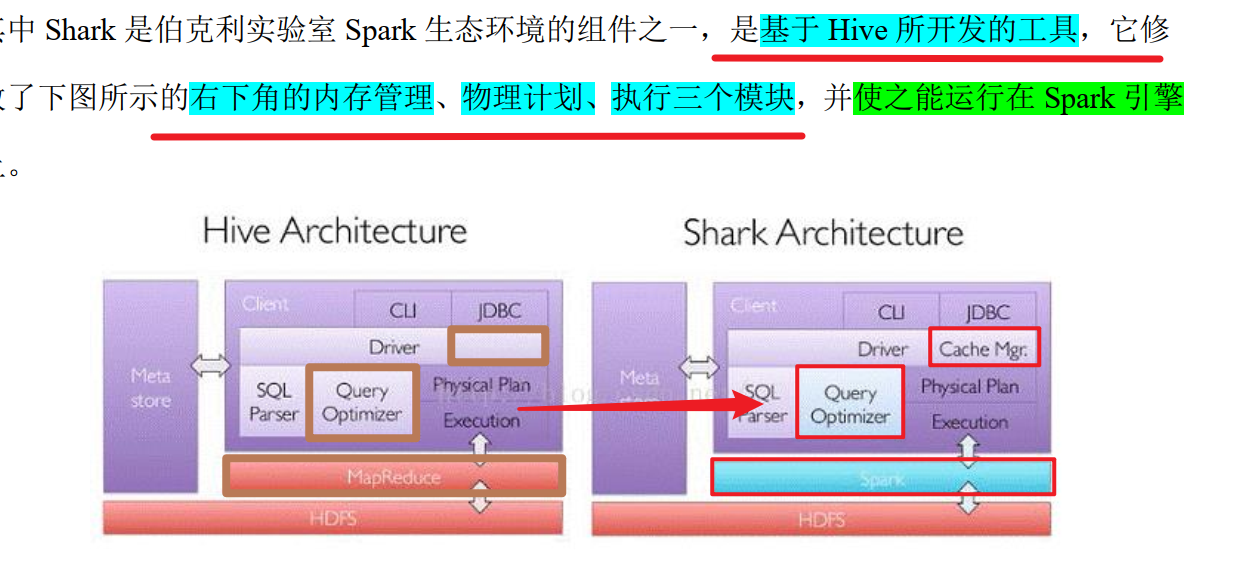 中 Shark 是伯克利实验室 Spark 生态环境的组件之一，是基于 Hive 所开发的工具，它修
了下图所示的右下角的内存管理、物理计划、执行三个模块，并使之能运行在 Spark 引擎
。
Hive Architecture
Shark Architecture
Meta store
Client
CLI
JDBC
Driver
SQL Parser
Query Optimizer
Physical Plan
Execution
MapReduce
HDFS
Meta
Client
CLI
JDBC
Driver
Cache Mgr.
SQL Parser
Query Optimizer
Physical Plan
Execution
Spark
HDFS